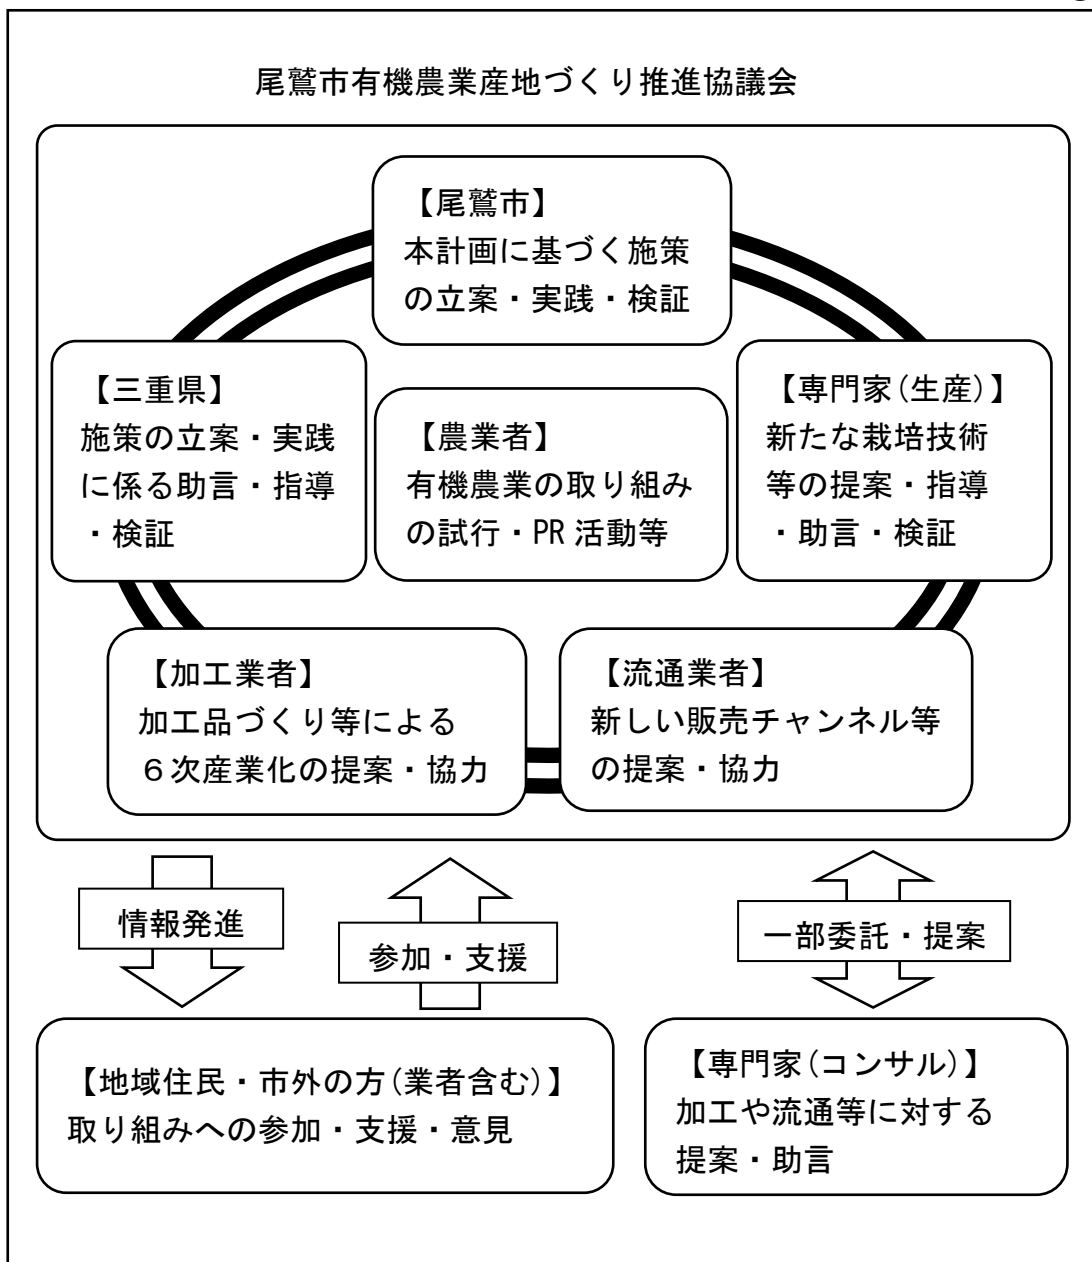 尾鷲市有機農業産地づくり推進協議会
【尾鷲市】
本計画に基づく施策
の立案・実践・検証
【三重県】
施策の立案・実践
に係る助言・指導
・検証
【農業者】
有機農業の取り組み
の試行・PR 活動等
【専門家(生産)】
新たな栽培技術
等の提案・指導
・助言・検証
【加工業者】
加工品づくり等による
６次産業化の提案・協力
【流通業者】
新しい販売チャンネル等
の提案・協力
情報発進
参加・支援
一部委託・提案
【地域住民・市外の方(業者含む)】
取り組みへの参加・支援・意見
【専門家(コンサル)】
加工や流通等に対する
提案・助言